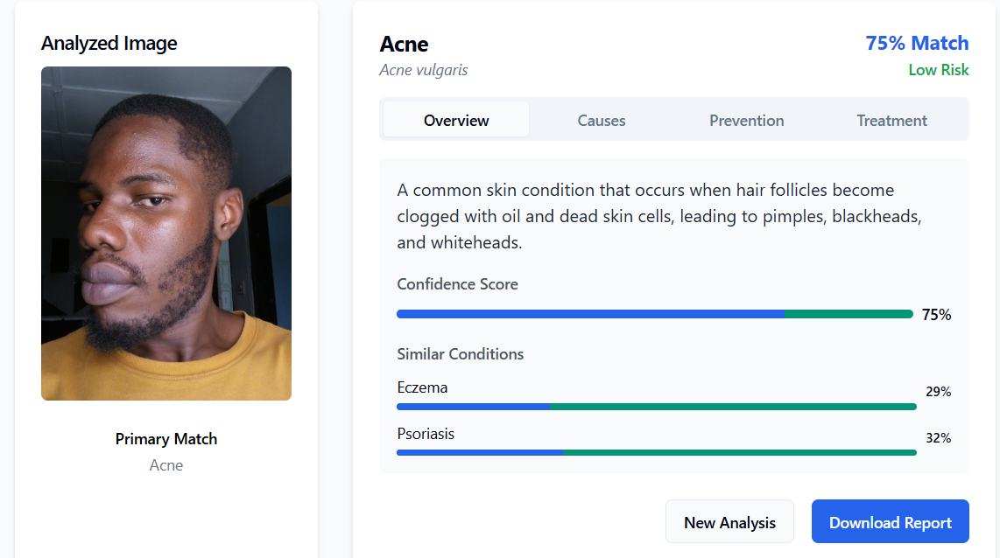 Analyzed Image
Primary Match
Acne
Acne
75% Match
Acne vulgaris
Low Risk
Overview
Causes
Prevention
Treatment
A common skin condition that occurs when hair follicles become
clogged with oil and dead skin cells, leading to pimples, blackheads,
and whiteheads.
Confidence Score
75%
Similar Conditions
Eczema
29%
Psoriasis
32%
New Analysis
Download Report